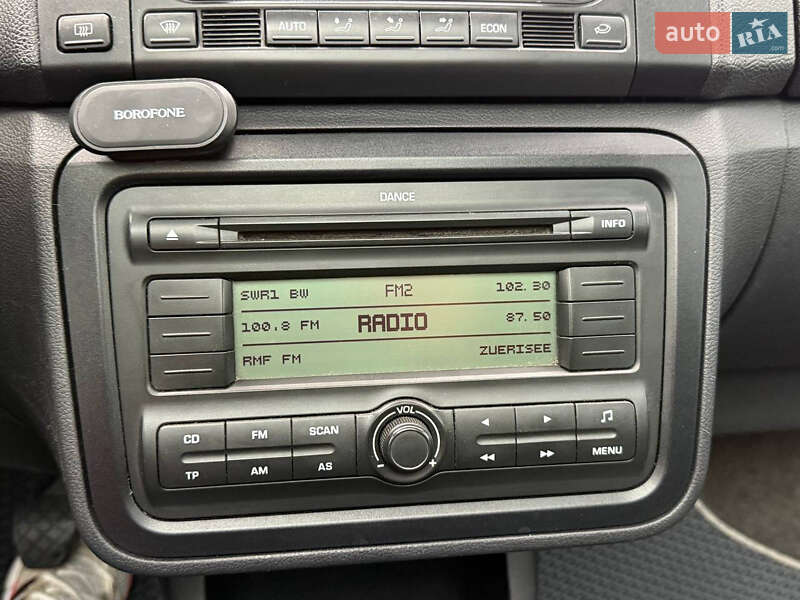 AUTO ECON
auto RIA.com
BOROFONE
DANCE
INFO
SWR1 BW FM2 102.30
100.8 FM RADIO 87.50
RMF FM ZUERISEE
VOL
CD FM SCAN
TP AM AS
- +
MENU